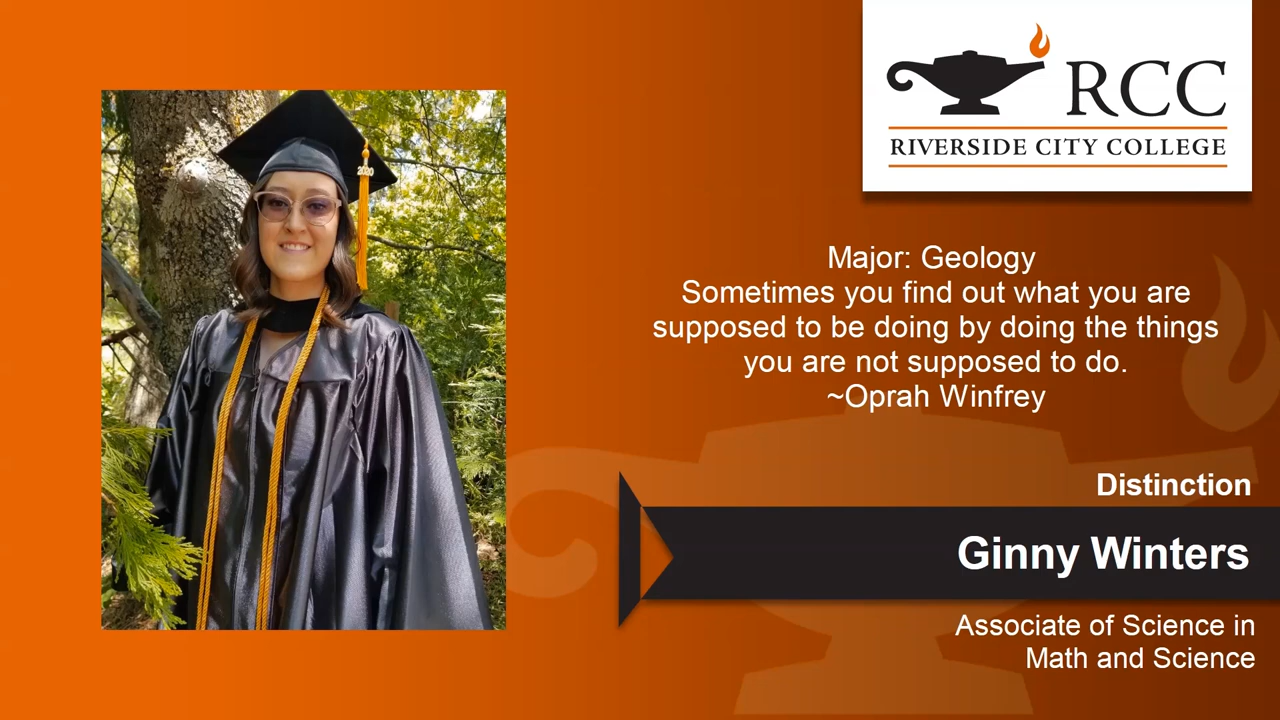 RCC
RIVERSIDE CITY COLLEGE
2020
Major: Geology
Sometimes you find out what you are
supposed to be doing by doing the things
you are not supposed to do.
~Oprah Winfrey
Distinction
Ginny Winters
Associate of Science in
Math and Science